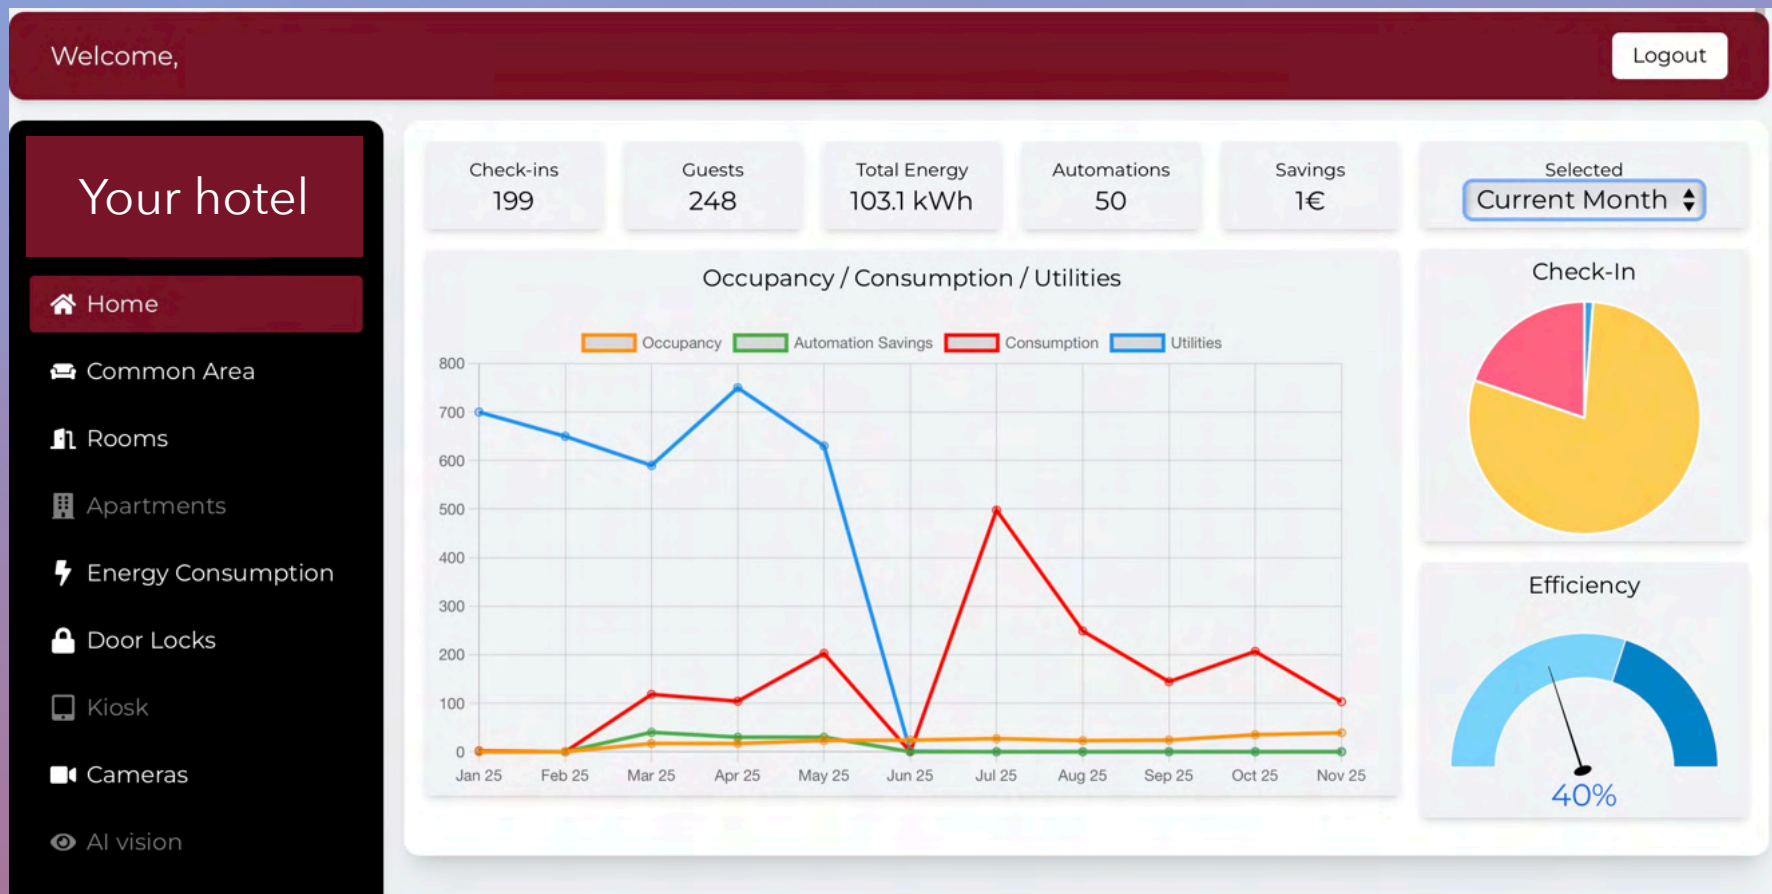 Welcome,
Logout
Your hotel
Home
Common Area
Rooms
Apartments
Energy Consumption
Door Locks
Kiosk
Cameras
AI vision
Check-ins
199
Guests
248
Total Energy
103.1 kWh
Automations
50
Savings
1€
Selected
Current Month
Occupancy / Consumption / Utilities
Occupancy Automation Savings Consumption Utilities
800
700
600
500
400
300
200
100
0
Jan 25 Feb 25 Mar 25 Apr 25 May 25 Jun 25 Jul 25 Aug 25 Sep 25 Oct 25 Nov 25
Check-In
Efficiency
40%